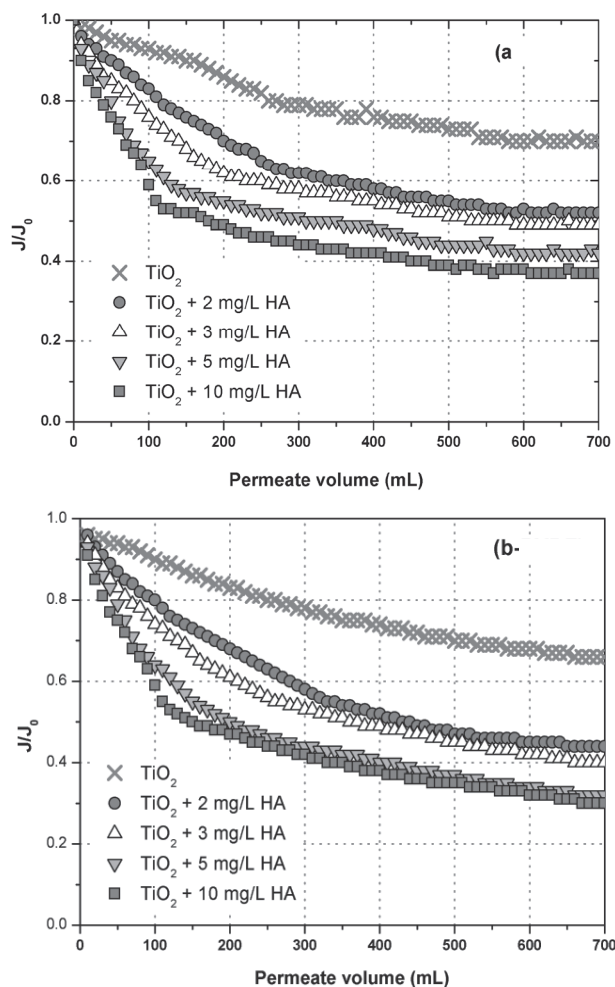 (a
1.0
0.8
0.6
0.4
0.2
0.0
J/J₀
TiO₂
TiO₂ + 2 mg/L HA
TiO₂ + 3 mg/L HA
TiO₂ + 5 mg/L HA
TiO₂ + 10 mg/L HA
0 100 200 300 400 500 600 700
Permeate volume (mL)
(b-
1.0
0.8
0.6
0.4
0.2
0.0
J/J₀
TiO₂
TiO₂ + 2 mg/L HA
TiO₂ + 3 mg/L HA
TiO₂ + 5 mg/L HA
TiO₂ + 10 mg/L HA
0 100 200 300 400 500 600 700
Permeate volume (mL)